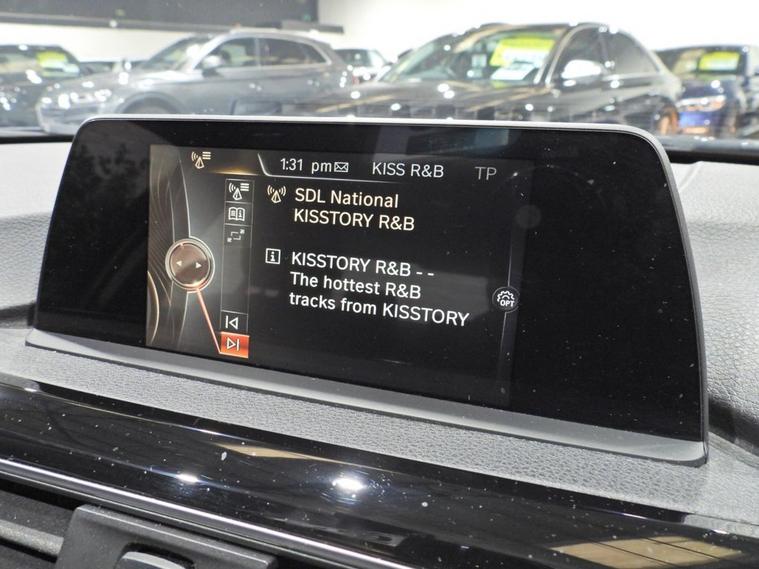 1:31 pm KISS R&B TP
SDL National
KISSTORY R&B
KISSTORY R&B - -
The hottest R&B
tracks from KISSTORY
OPT